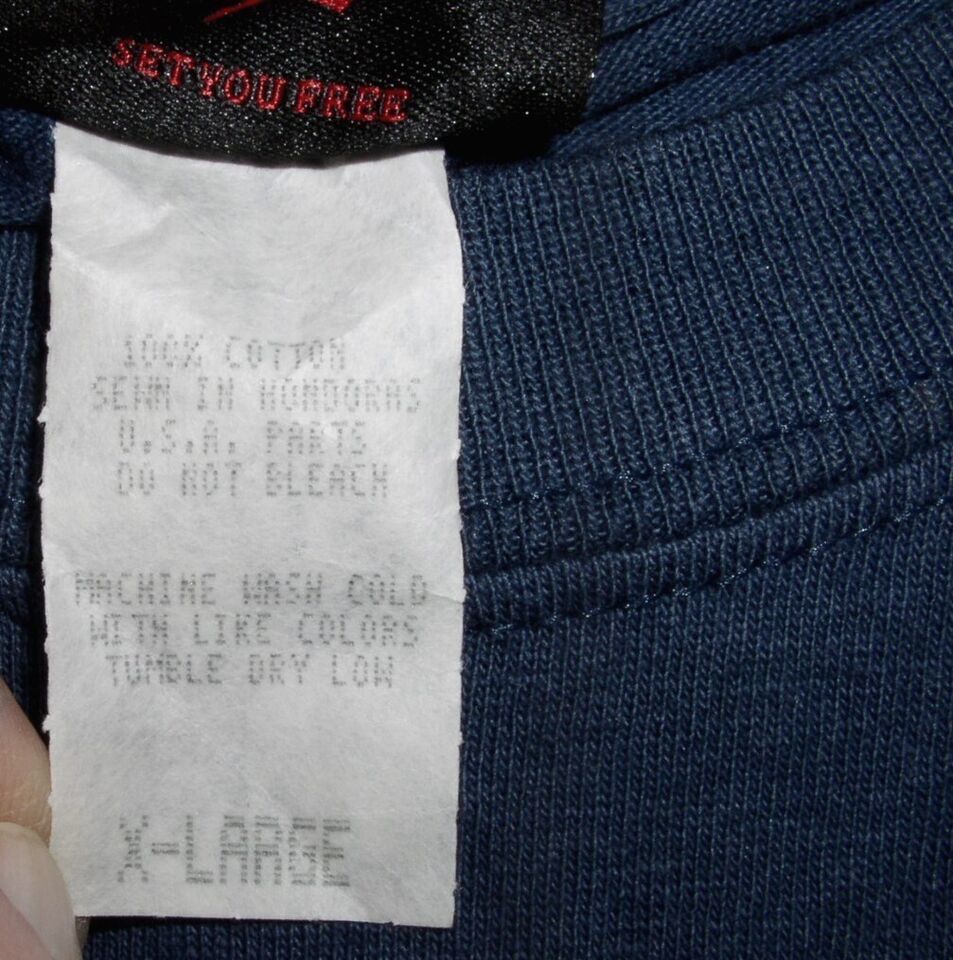 SET YOU FREE
100% COTTON
SEWN IN HONDORAS
U.S.A. PARTS
DO NOT BLEACH
MACHINE WASH COLD
WITH LIKE COLORS
TUMBLE DRY LOW
X-LARGE